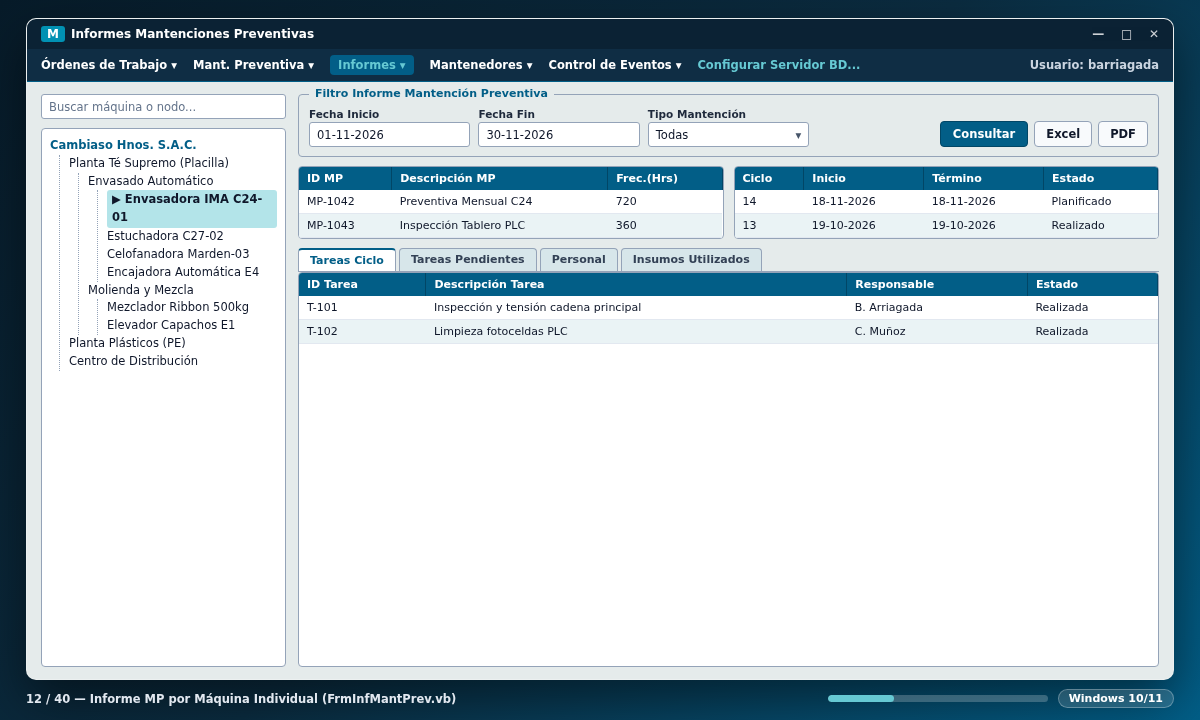 M Informes Mantenciones Preventivas — □ ✕
Órdenes de Trabajo ▾ Mant. Preventiva ▾ Informes ▾ Mantenedores ▾ Control de Eventos ▾ Configurar Servidor BD... Usuario: barriagada
Buscar máquina o nodo...
Cambiaso Hnos. S.A.C.
Planta Té Supremo (Placilla)
Envasado Automático
▶ Envasadora IMA C24-
01
Estuchadora C27-02
Celofanadora Marden-03
Encajadora Automática E4
Molienda y Mezcla
Mezclador Ribbon 500kg
Elevador Capachos E1
Planta Plásticos (PE)
Centro de Distribución
Filtro Informe Mantención Preventiva
Fecha Inicio Fecha Fin Tipo Mantención
01-11-2026 30-11-2026 Todas ▾ Consultar Excel PDF
ID MP Descripción MP Frec.(Hrs)
MP-1042 Preventiva Mensual C24 720
MP-1043 Inspección Tablero PLC 360
Ciclo Inicio Término Estado
14 18-11-2026 18-11-2026 Planificado
13 19-10-2026 19-10-2026 Realizado
Tareas Ciclo Tareas Pendientes Personal Insumos Utilizados
ID Tarea Descripción Tarea Responsable Estado
T-101 Inspección y tensión cadena principal B. Arriagada Realizada
T-102 Limpieza fotoceldas PLC C. Muñoz Realizada
12 / 40 — Informe MP por Máquina Individual (FrmInfMantPrev.vb) Windows 10/11